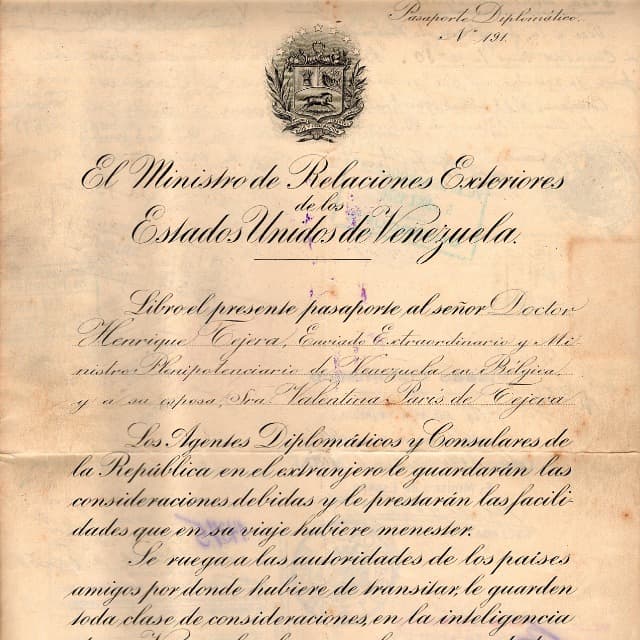 Pasaporte Diplomático.
Nº 191.
El Ministro de Relaciones Exteriores
de los
Estados Unidos de Venezuela.
Libro el presente pasaporte al señor Doctor
Henrique Tejera, Enviado Extraordinario y Mi-
nistro Plenipotenciario de Venezuela en Bélgica,
y a su esposa, Sra Valentina Paris de Tejera
Los Agentes Diplomáticos y Consulares de
la República en el extranjero le guardarán las
consideraciones debidas y le prestarán las facili-
dades que en su viaje hubiere menester.
Se ruega a las autoridades de los países
amigos por donde hubiere de transitar, le guarden
toda clase de consideraciones, en la inteligencia